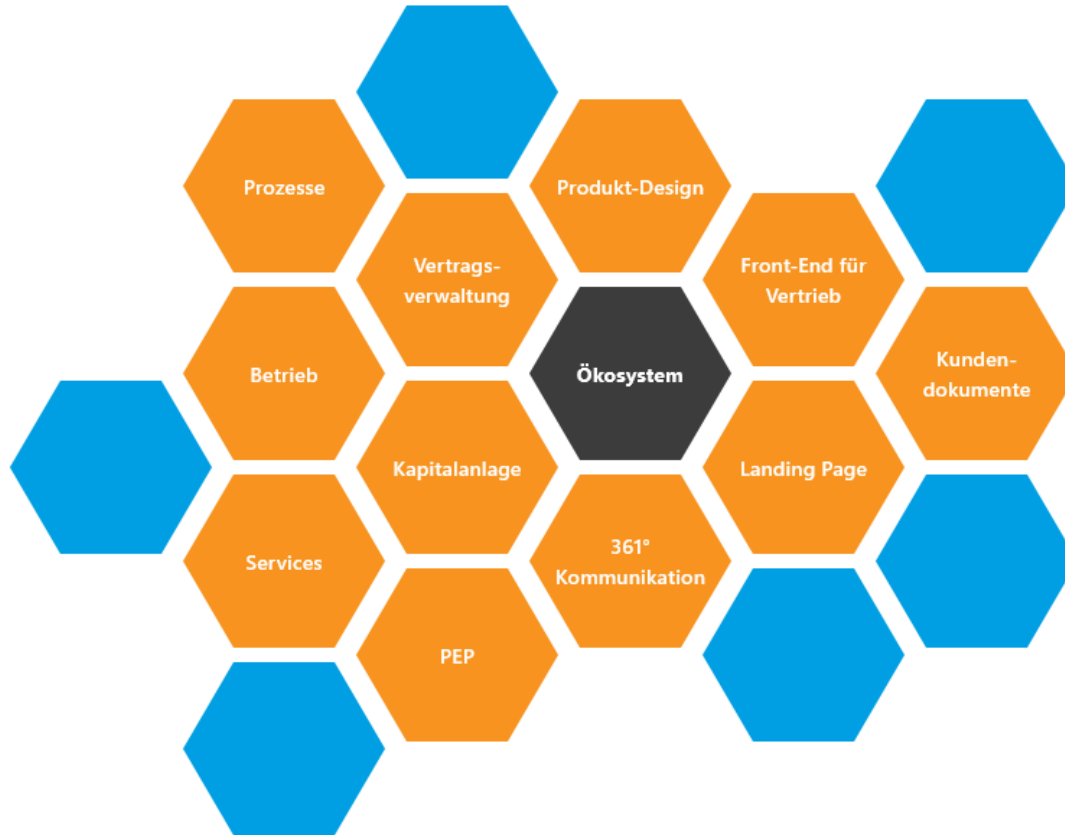 Prozesse
Produkt-Design
Vertrags-
verwaltung
Front-End für
Vertrieb
Betrieb
Ökosystem
Kunden-
dokumente
Kapitalanlage
Landing Page
Services
361°
Kommunikation
PEP